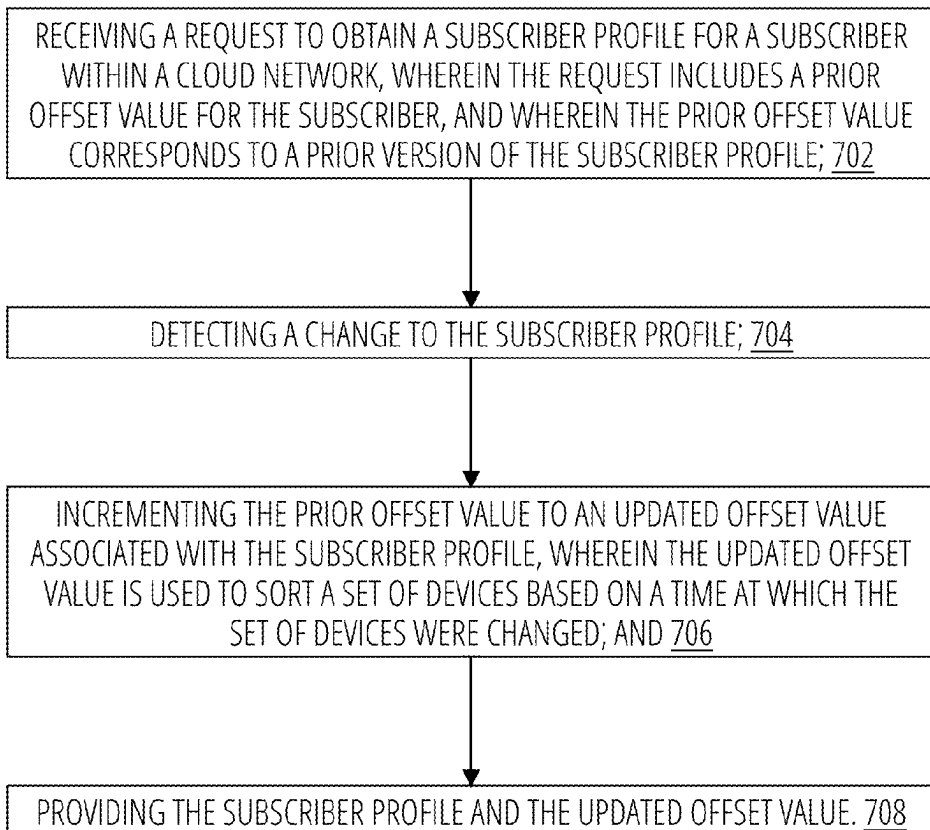 RECEIVING A REQUEST TO OBTAIN A SUBSCRIBER PROFILE FOR A SUBSCRIBER
WITHIN A CLOUD NETWORK, WHEREIN THE REQUEST INCLUDES A PRIOR
OFFSET VALUE FOR THE SUBSCRIBER, AND WHEREIN THE PRIOR OFFSET VALUE
CORRESPONDS TO A PRIOR VERSION OF THE SUBSCRIBER PROFILE; 702
DETECTING A CHANGE TO THE SUBSCRIBER PROFILE; 704
INCREMENTING THE PRIOR OFFSET VALUE TO AN UPDATED OFFSET VALUE
ASSOCIATED WITH THE SUBSCRIBER PROFILE, WHEREIN THE UPDATED OFFSET
VALUE IS USED TO SORT A SET OF DEVICES BASED ON A TIME AT WHICH THE
SET OF DEVICES WERE CHANGED; AND 706
PROVIDING THE SUBSCRIBER PROFILE AND THE UPDATED OFFSET VALUE. 708